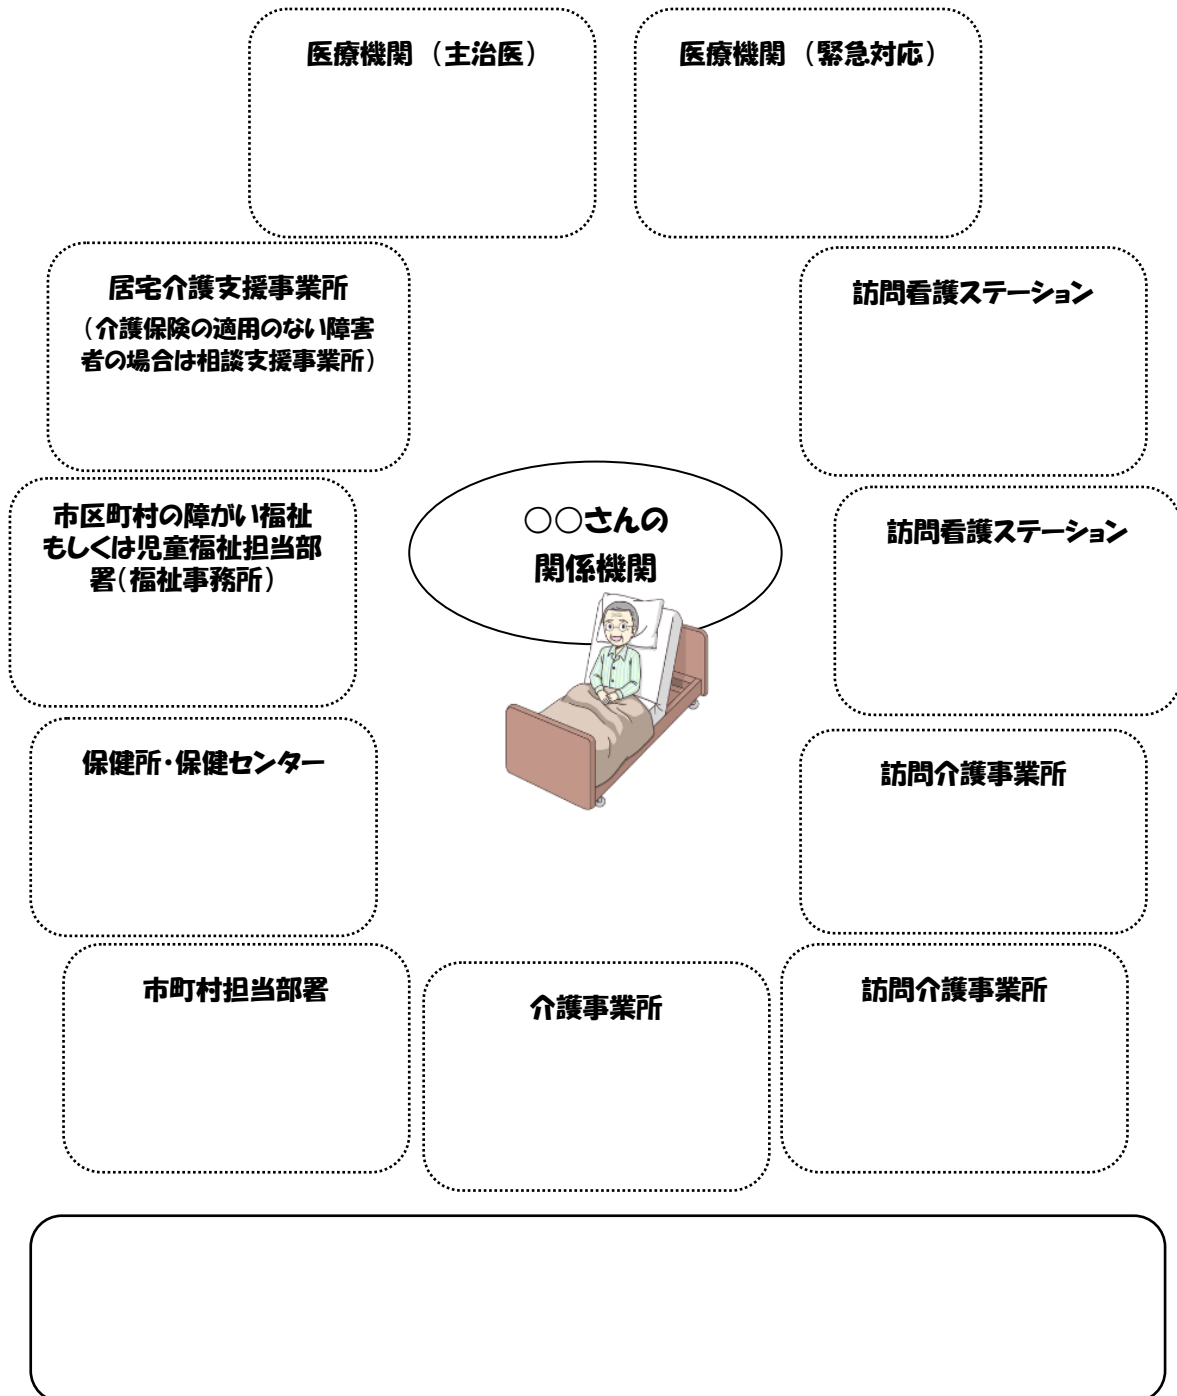 医療機関（主治医）
医療機関（緊急対応）
居宅介護支援事業所
（介護保険の適用のない障害
者の場合は相談支援事業所）
訪問看護ステーション
市区町村の障がい福祉
もしくは児童福祉担当部
署（福祉事務所）
○○さんの
関係機関
訪問看護ステーション
保健所・保健センター
訪問介護事業所
市町村担当部署
介護事業所
訪問介護事業所